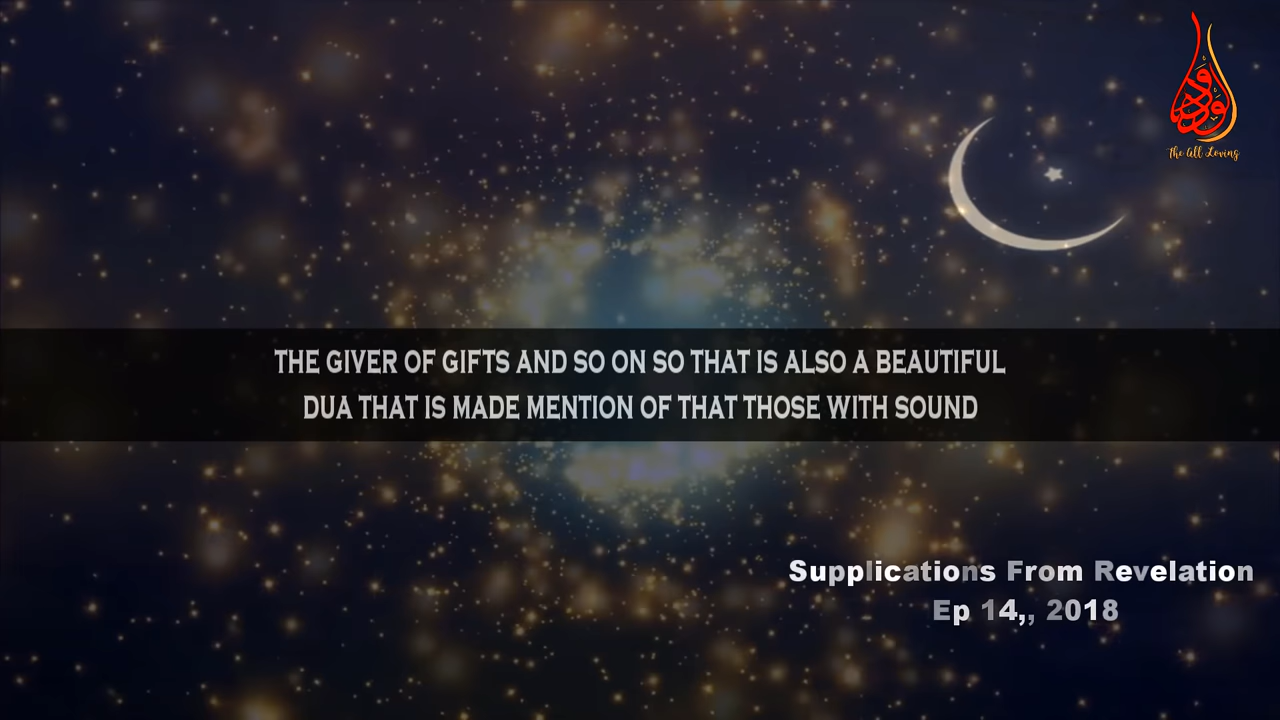 الودود
The All Loving
THE GIVER OF GIFTS AND SO ON SO THAT IS ALSO A BEAUTIFUL
DUA THAT IS MADE MENTION OF THAT THOSE WITH SOUND
Supplications From Revelation
Ep 14,, 2018